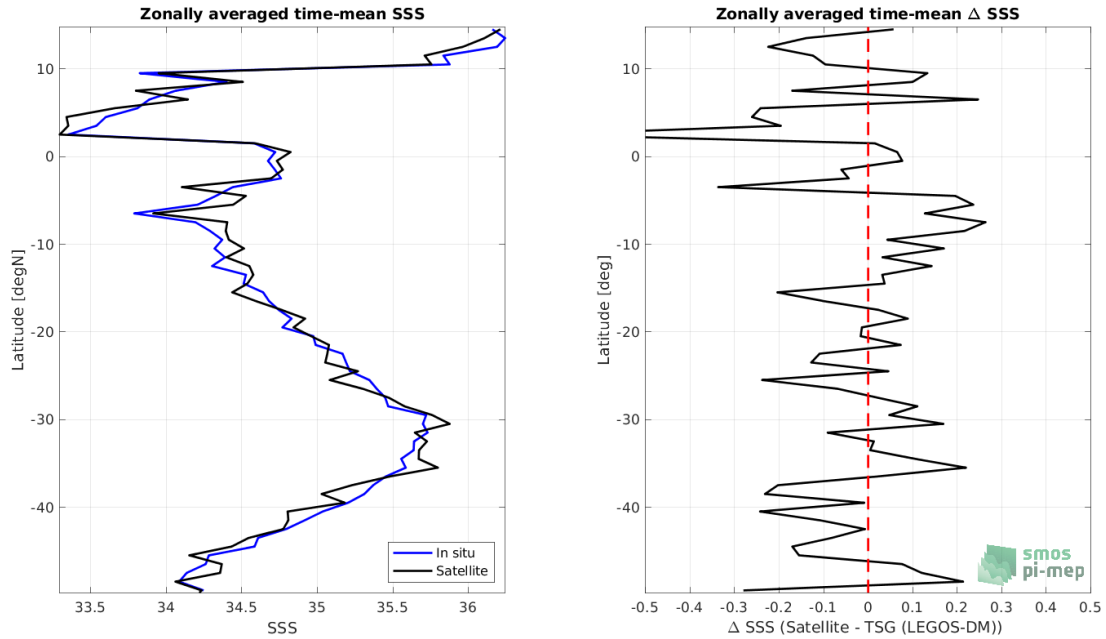 Zonally averaged time-mean SSS
10
0
-10
-20
-30
-40
Latitude [degN]
33.5 34 34.5 35 35.5 36
SSS
In situ
Satellite
Zonally averaged time-mean Δ SSS
10
0
-10
-20
-30
-40
Latitude [deg]
-0.5 -0.4 -0.3 -0.2 -0.1 0 0.1 0.2 0.3 0.4 0.5
Δ SSS (Satellite - TSG (LEGOS-DM))
smos
pi-mep